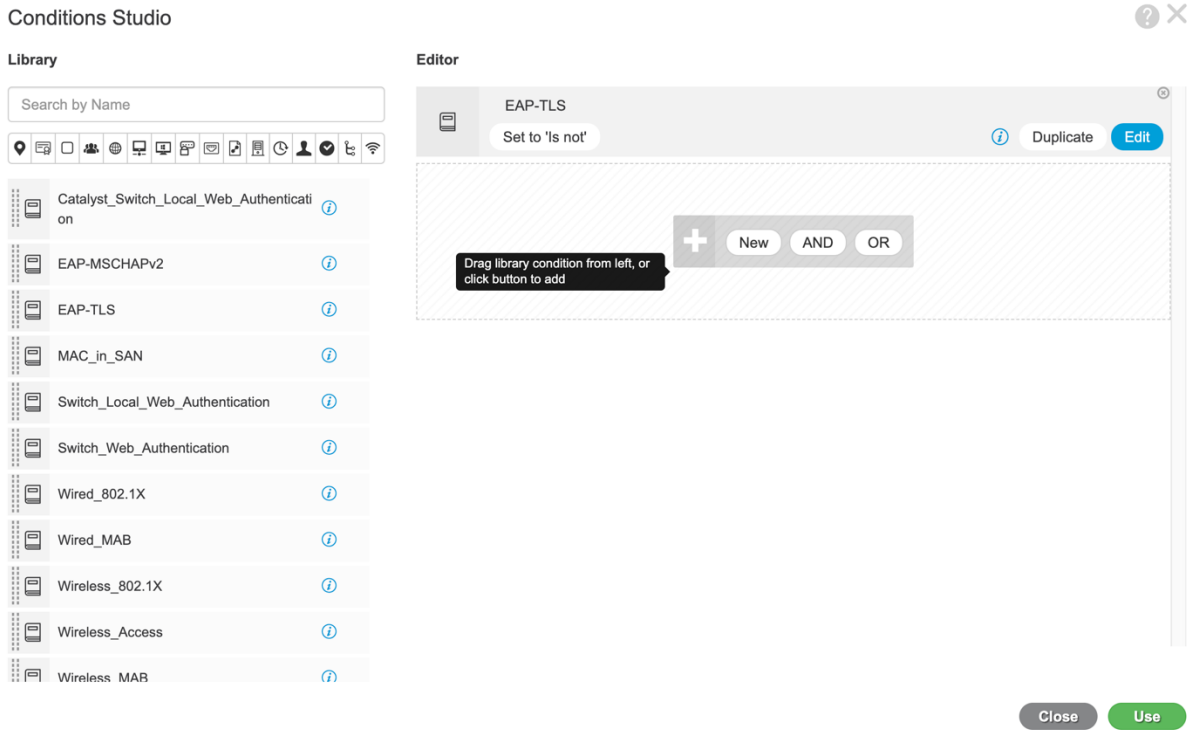 Conditions Studio
Library
Editor
Search by Name
EAP-TLS
Set to 'Is not'
Duplicate
Edit
Catalyst_Switch_Local_Web_Authenticati
on
EAP-MSCHAPv2
EAP-TLS
MAC_in_SAN
Switch_Local_Web_Authentication
Switch_Web_Authentication
Wired_802.1X
Wired_MAB
Wireless_802.1X
Wireless_Access
Wireless_MAB
New
AND
OR
Drag library condition from left, or
click button to add
Close
Use